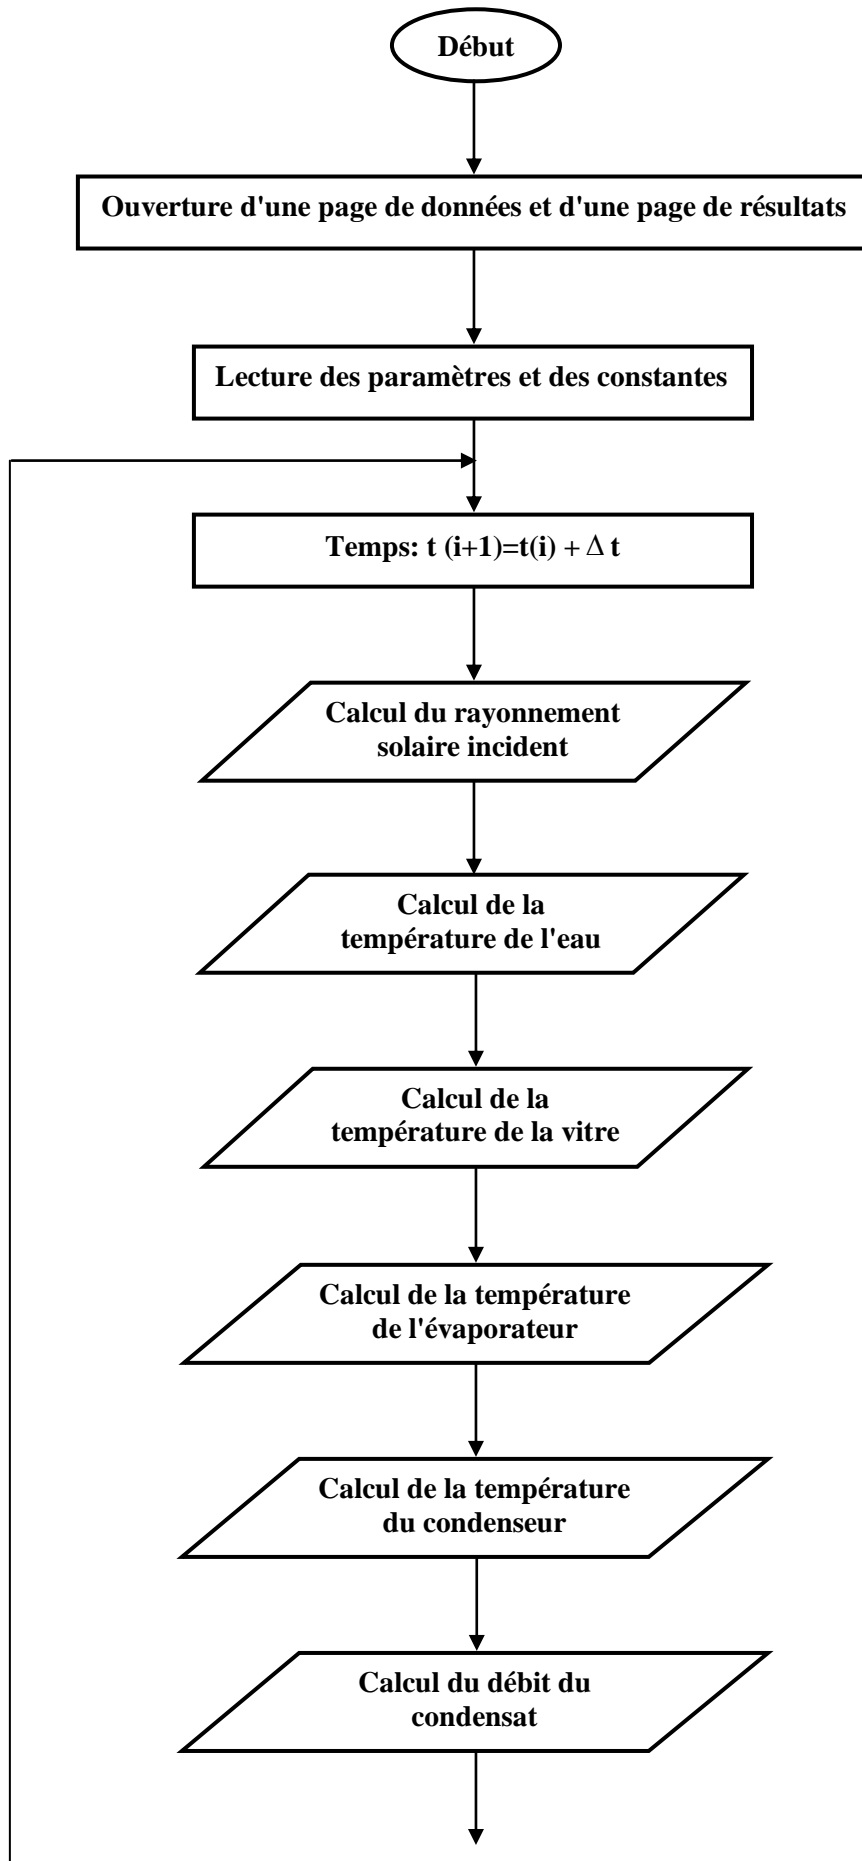 Début
Ouverture d'une page de données et d'une page de résultats
Lecture des paramètres et des constantes
Temps: t (i+1)=t(i) + Δ t
Calcul du rayonnement
solaire incident
Calcul de la
température de l'eau
Calcul de la
température de la vitre
Calcul de la température
de l'évaporateur
Calcul de la température
du condenseur
Calcul du débit du
condensat